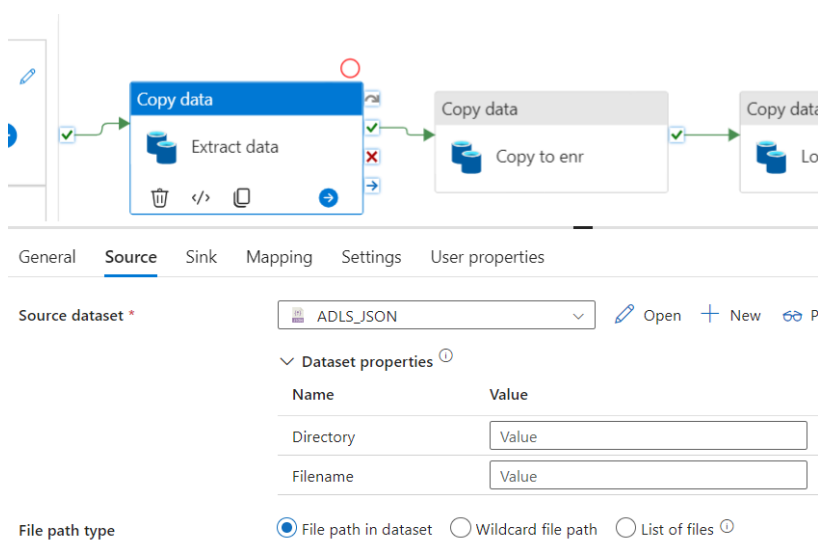 Copy data
Extract data
Copy data
Copy to enr
Copy data
Lo
General Source Sink Mapping Settings User properties
Source dataset * ADLS_JSON Open New P
Dataset properties
Name Value
Directory Value
Filename Value
File path type File path in dataset Wildcard file path List of files